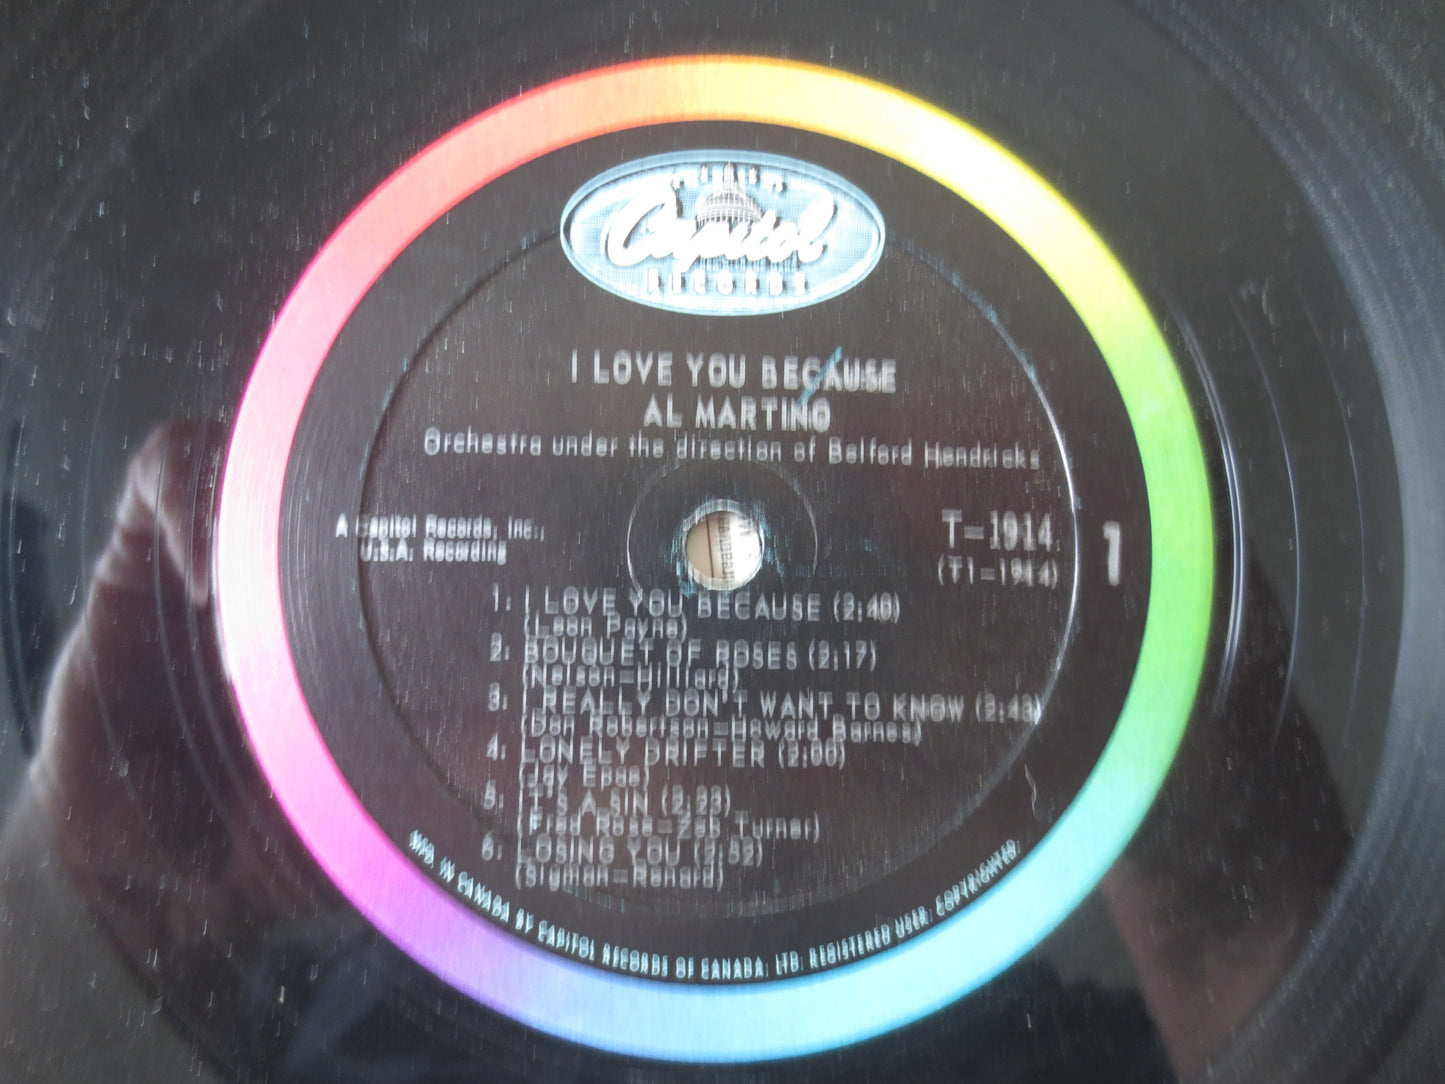 Capitol
RECORDS
I LOVE YOU BECAUSE
AL MARTINO
Orchestra under the direction of Belford Hendricks
A Capitol Records, Inc.,
U.S.A. Recording
T-1914
(T1-1914)
1
1. I LOVE YOU BECAUSE (2:40)
(Leon Payne)
2. BOUQUET OF ROSES (2:17)
(Nelson-Hilliard)
3. I REALLY DON'T WANT TO KNOW (2:43)
(Don Robertson-Howard Barnes)
4. LONELY DRIFTER (2:00)
(Jay Epae)
5. IT'S A SIN (2:23)
(Fred Rose-Zeb Turner)
6. LOSING YOU (2:32)
(Sigman-Renard)
MFD. IN CANADA BY CAPITOL RECORDS OF CANADA, LTD. REGISTERED USER. COPYRIGHTED.